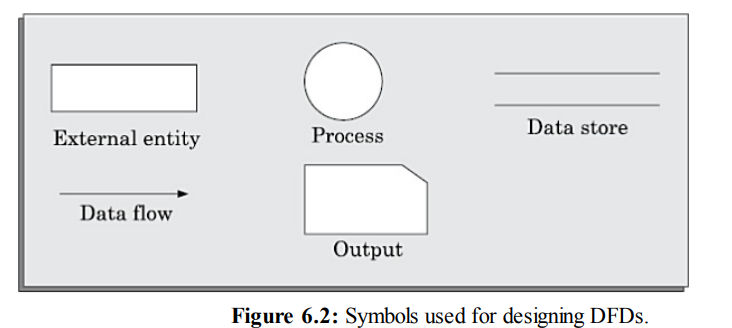 External entity
Process
Data store
Data flow
Output
Figure 6.2: Symbols used for designing DFDs.